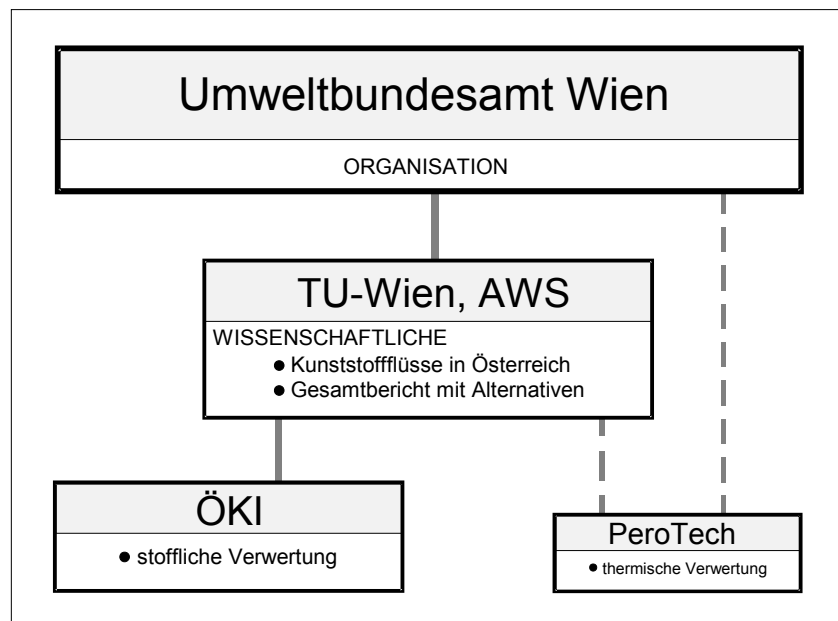 Umweltbundesamt Wien
ORGANISATION
TU-Wien, AWS
WISSENSCHAFTLICHE
● Kunststoffflüsse in Österreich
● Gesamtbericht mit Alternativen
ÖKI
● stoffliche Verwertung
PeroTech
● thermische Verwertung